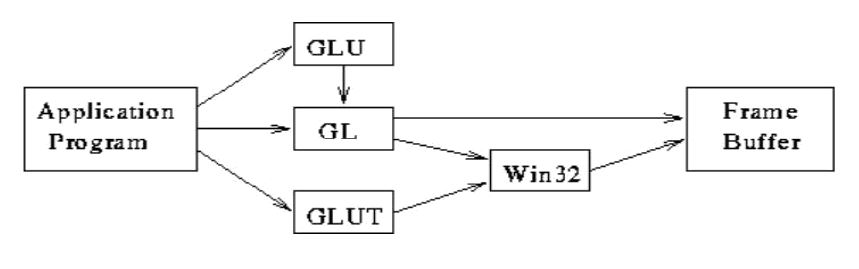 GLU
Application
Program
GL
GLUT
Win32
Frame
Buffer